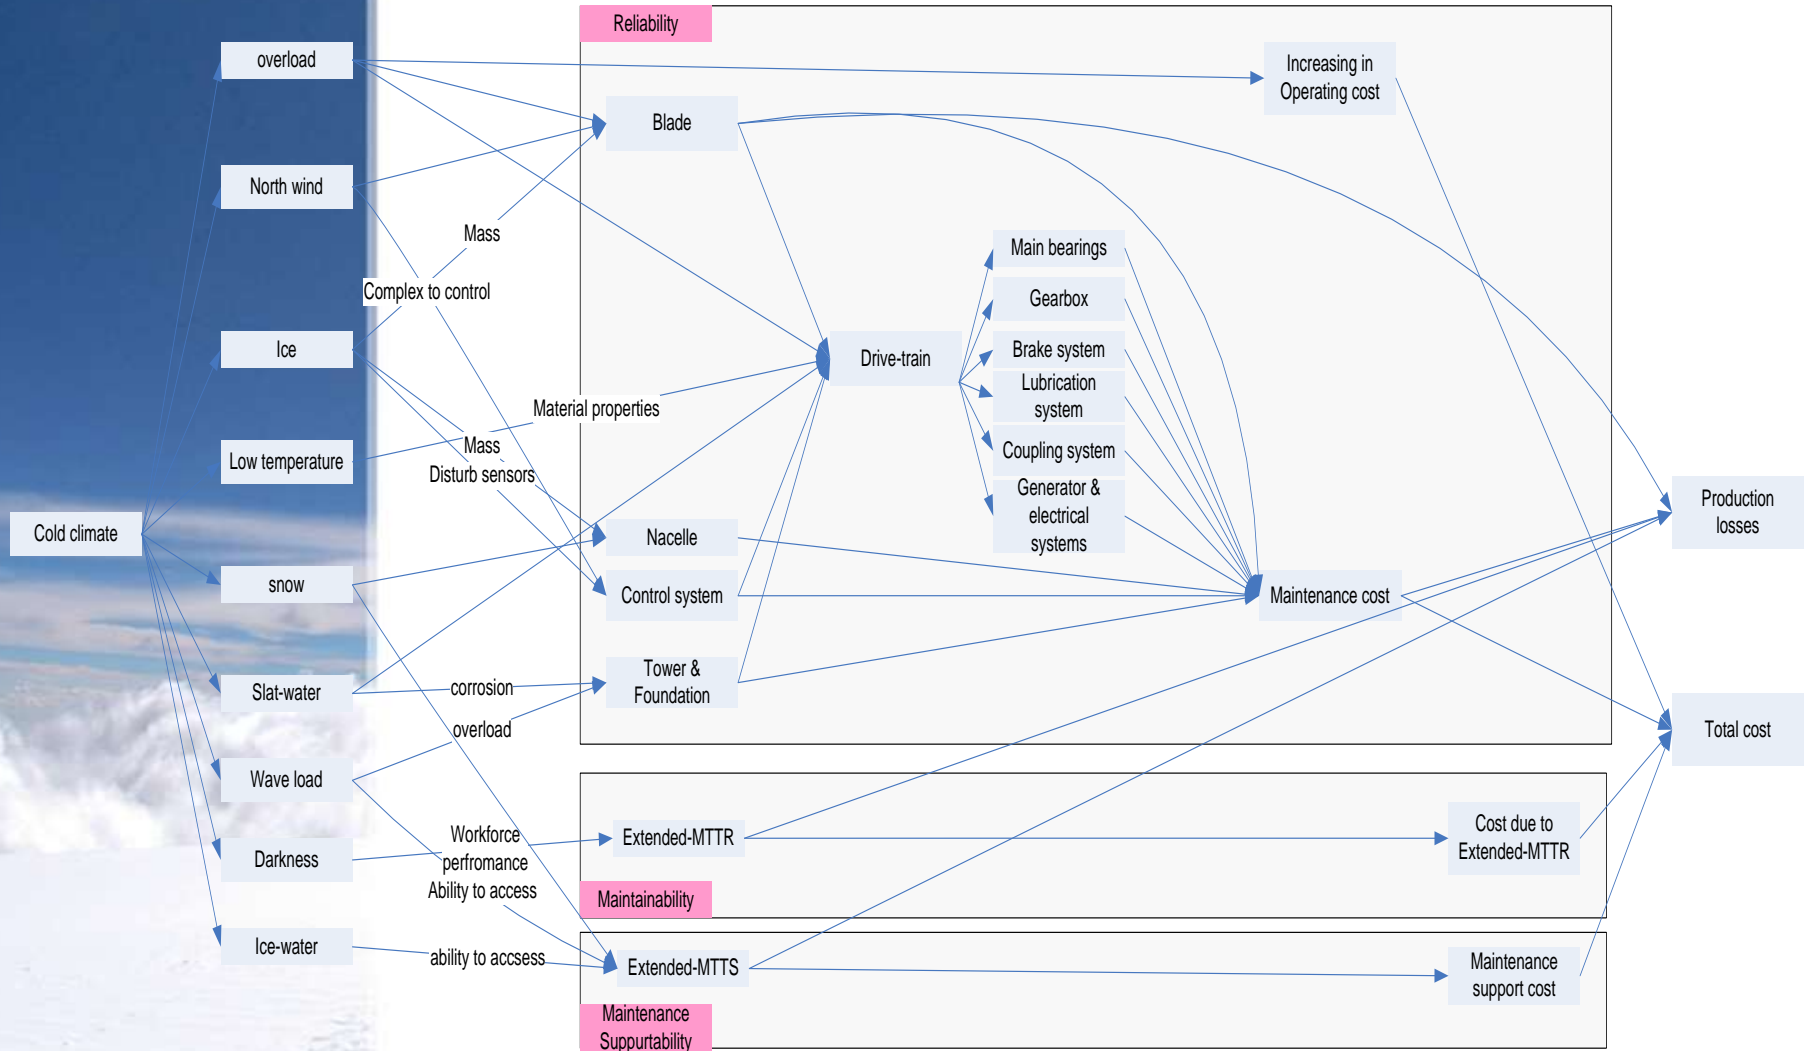 Reliability
overload
Increasing in
Operating cost
Blade
North wind
Mass
Main bearings
Complex to control
Gearbox
Ice
Drive-train
Brake system
Lubrication
system
Material properties
Mass
Coupling system
Low temperature
Disturb sensors
Generator &
electrical
systems
Production
losses
Cold climate
Nacelle
snow
Control system
Maintenance cost
Slat-water
corrosion
Tower &
Foundation
overload
Total cost
Wave load
Workforce
perfromance
Extended-MTTR
Cost due to
Extended-MTTR
Darkness
Ability to access
Maintainability
Ice-water
ability to accsess
Extended-MTTS
Maintenance
support cost
Maintenance
Suppurtability